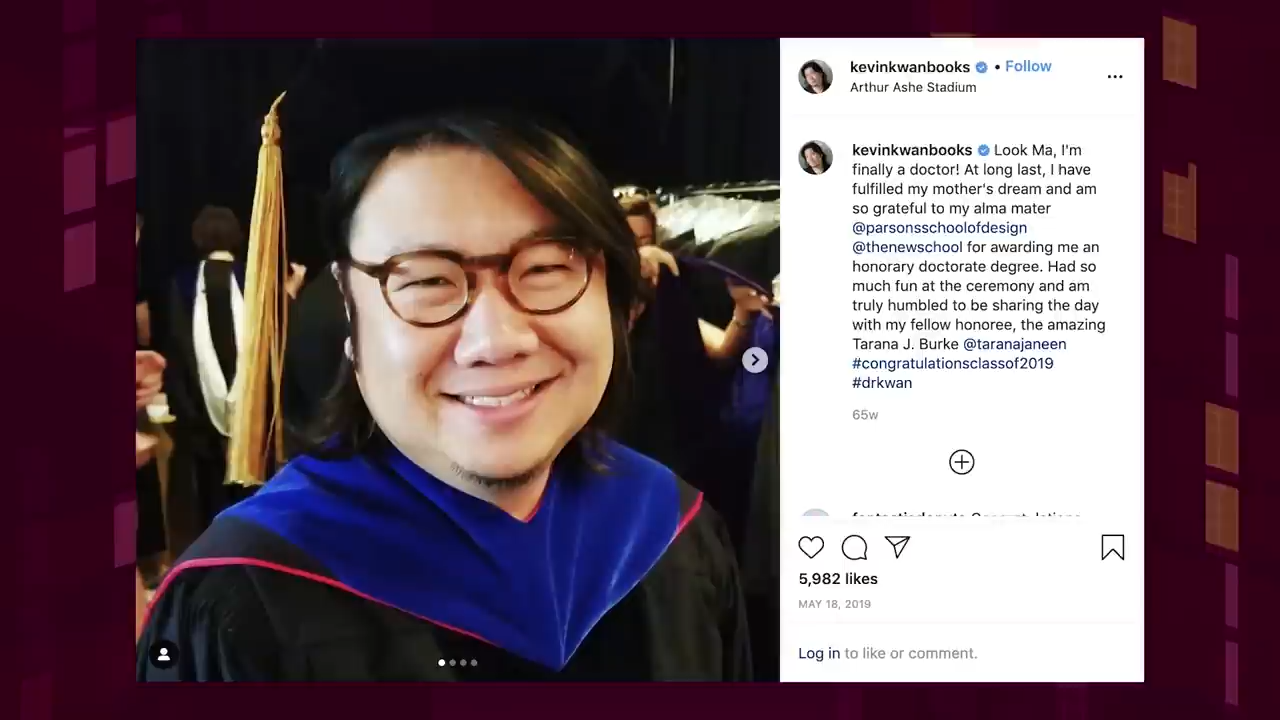 kevinkwanbooks • Follow
Arthur Ashe Stadium
kevinkwanbooks Look Ma, I'm
finally a doctor! At long last, I have
fulfilled my mother's dream and am
so grateful to my alma mater
@parsonsschoolofdesign
@thenewschool for awarding me an
honorary doctorate degree. Had so
much fun at the ceremony and am
truly humbled to be sharing the day
with my fellow honoree, the amazing
Tarana J. Burke @taranajaneen
#congratulationsclassof2019
#drkwan
65w
5,982 likes
MAY 18, 2019
Log in to like or comment.